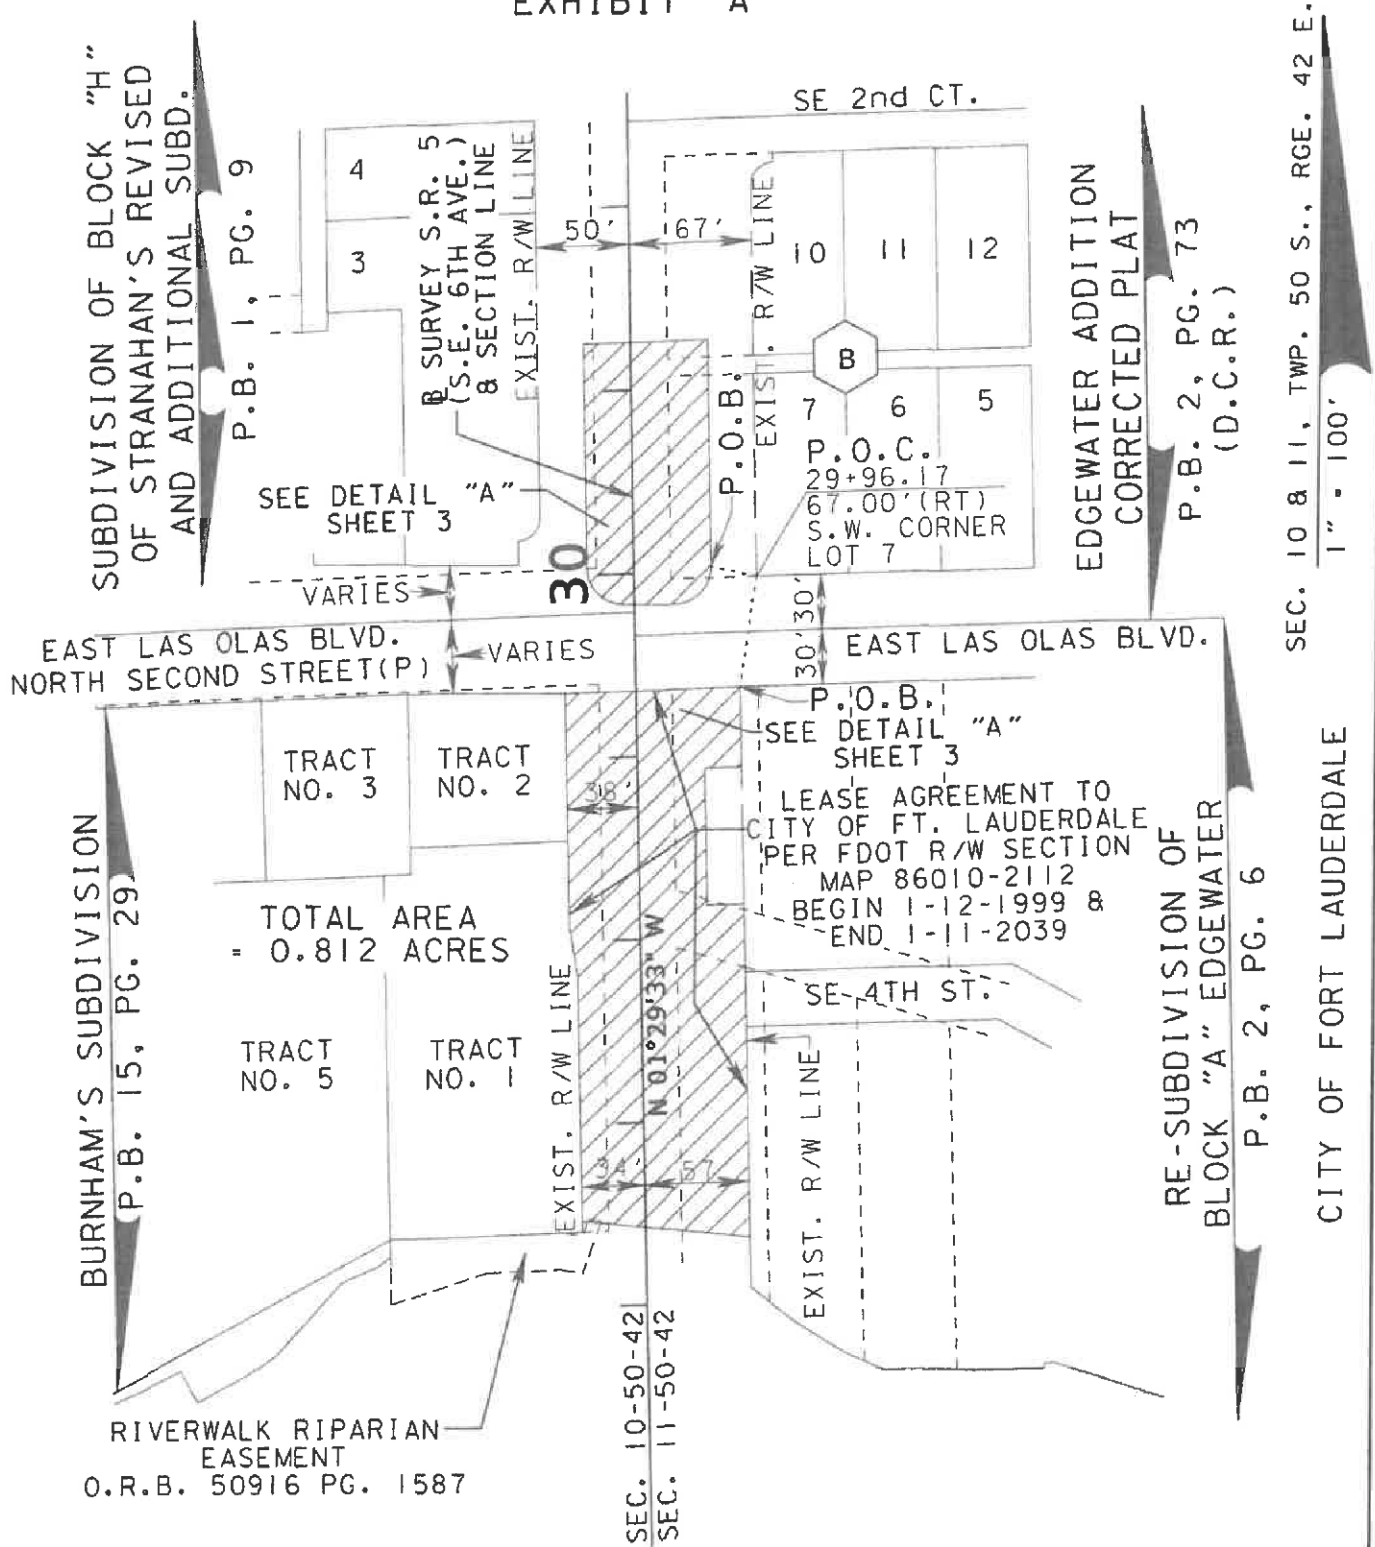 EXHIBIT "A"
SUBDIVISION OF BLOCK "H"
OF STRANAHAN'S REVISED
AND ADDITIONAL SUBD.
P.B. 1, PG. 9
4
3
B SURVEY S.R. 5
(S.E. 6TH AVE.)
& SECTION LINE
EXIST. R/W LINE
50'
67'
SE 2nd CT.
EXIST. R/W LINE
10
11
12
B
7
6
5
P.O.B.
P.O.C.
29+96.17
67.00'(RT)
S.W. CORNER
LOT 7
EDGEWATER ADDITION
CORRECTED PLAT
P.B. 2, PG. 73
(D.C.R.)
SEC. 10 & 11, TWP. 50 S., RGE. 42 E.
1" = 100'
SEE DETAIL "A"
SHEET 3
30
VARIES
VARIES
EAST LAS OLAS BLVD.
NORTH SECOND STREET(P)
30'
30'
EAST LAS OLAS BLVD.
P.O.B.
SEE DETAIL "A"
SHEET 3
LEASE AGREEMENT TO
CITY OF FT. LAUDERDALE
PER FDOT R/W SECTION
MAP 86010-2112
BEGIN 1-12-1999 &
END 1-11-2039
TRACT
NO. 3
TRACT
NO. 2
38'
BURNHAM'S SUBDIVISION
P.B. 15, PG. 29
TOTAL AREA
= 0.812 ACRES
TRACT
NO. 5
TRACT
NO. 1
EXIST. R/W LINE
N 01°29'33" W
34'
57'
SE 4TH ST.
EXIST. R/W LINE
RE-SUBDIVISION OF
BLOCK "A" EDGEWATER
P.B. 2, PG. 6
CITY OF FORT LAUDERDALE
RIVERWALK RIPARIAN
EASEMENT
O.R.B. 50916 PG. 1587
SEC. 10-50-42
SEC. 11-50-42